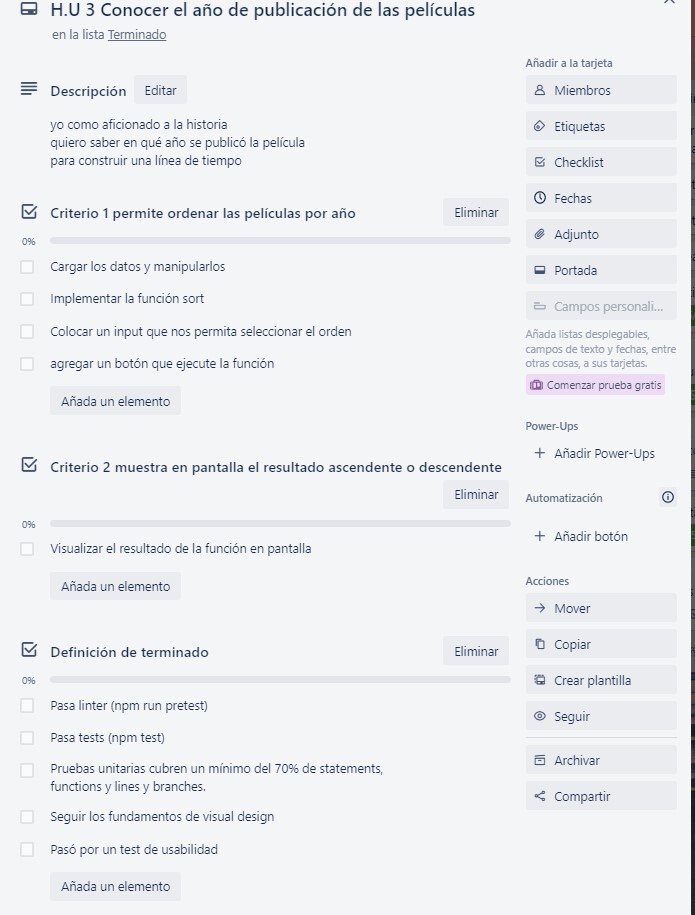 H.U 3 Conocer el año de publicación de las películas
en la lista Terminado
Descripción
Editar
yo como aficionado a la historia
quiero saber en qué año se publicó la película
para construir una línea de tiempo
Criterio 1 permite ordenar las películas por año
Eliminar
0%
Cargar los datos y manipularlos
Implementar la función sort
Colocar un input que nos permita seleccionar el orden
agregar un botón que ejecute la función
Añada un elemento
Criterio 2 muestra en pantalla el resultado ascendente o descendente
Eliminar
0%
Visualizar el resultado de la función en pantalla
Añada un elemento
Definición de terminado
Eliminar
0%
Pasa linter (npm run pretest)
Pasa tests (npm test)
Pruebas unitarias cubren un mínimo del 70% de statements,
functions y lines y branches.
Seguir los fundamentos de visual design
Pasó por un test de usabilidad
Añada un elemento
Añadir a la tarjeta
Miembros
Etiquetas
Checklist
Fechas
Adjunto
Portada
Campos personali...
Añada listas desplegables,
campos de texto y fechas, entre
otras cosas, a sus tarjetas.
Comenzar prueba gratis
Power-Ups
+ Añadir Power-Ups
Automatización
+ Añadir botón
Acciones
Mover
Copiar
Crear plantilla
Seguir
Archivar
Compartir